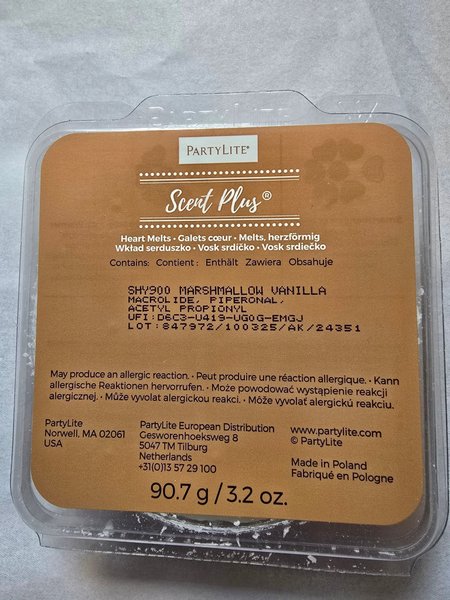 PARTYLITE®
Scent Plus®
Heart Melts • Galets cœur • Melts, herzförmig
Wkład serduszko • Vosk srdíčko • Vosk srdiečko
Contains: Contient : Enthält Zawiera Obsahuje
SHY900 MARSHMALLOW VANILLA
MACROLIDE, PIPERONAL,
ACETYL PROPIONYL
UFI:D6C3-U419-UG0G-EMGJ
LOT:847972/100325/AK/24351
May produce an allergic reaction. • Peut produire une réaction allergique. • Kann
allergische Reaktionen hervorrufen. • Może powodować wystąpienie reakcji
alergicznej. • Může vyvolat alergickou reakci. • Môže vyvolať alergickú reakciu.
PartyLite
Norwell, MA 02061
USA
PartyLite European Distribution
Gesworenhoekseweg 8
5047 TM Tilburg
Netherlands
+31(0)13 57 29 100
www.partylite.com
© PartyLite
Made in Poland
Fabriqué en Pologne
90.7 g / 3.2 oz.